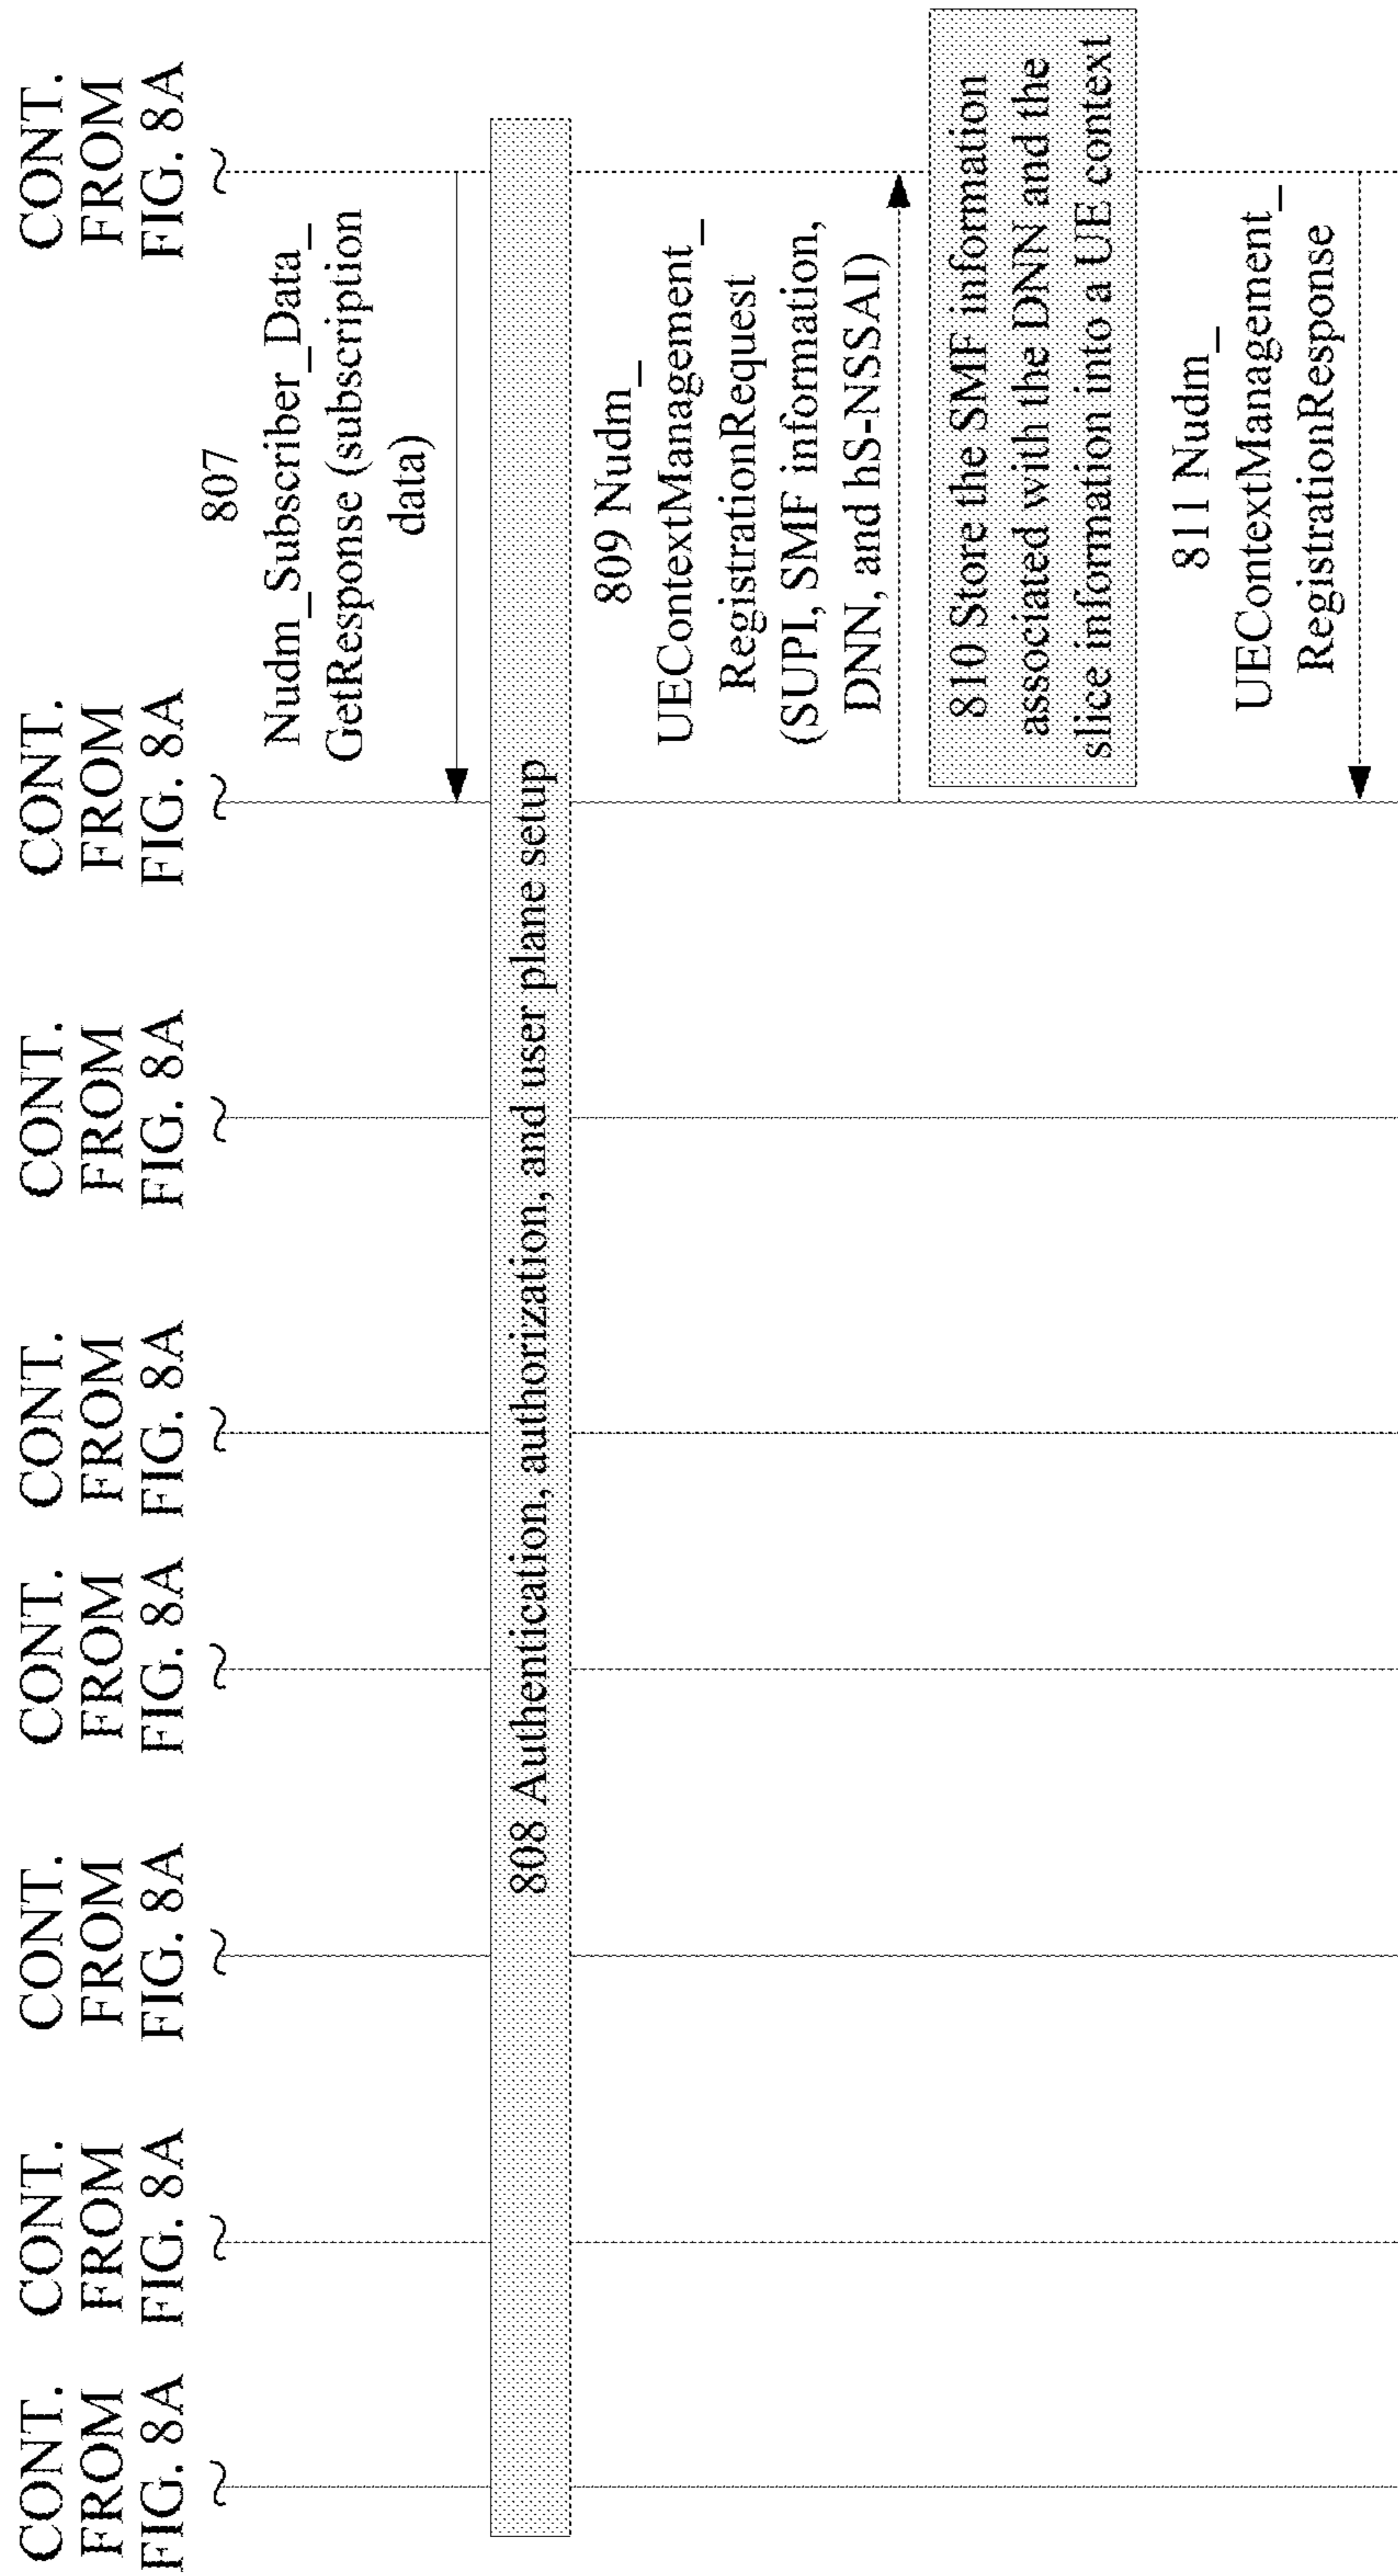 CONT.
FROM
FIG. 8A
CONT.
FROM
FIG. 8A
CONT.
FROM
FIG. 8A
CONT.
FROM
FIG. 8A
CONT.
FROM
FIG. 8A
CONT.
FROM
FIG. 8A
CONT.
FROM
FIG. 8A
CONT.
FROM
FIG. 8A
807
Nudm_Subscriber_Data_
GetResponse (subscription
data)
808 Authentication, authorization, and user plane setup
809 Nudm_
UEContextManagement_
RegistrationRequest
(SUPI, SMF information,
DNN, and hS-NSSAI)
810 Store the SMF information
associated with the DNN and the
slice information into a UE context
811 Nudm_
UEContextManagement_
RegistrationResponse